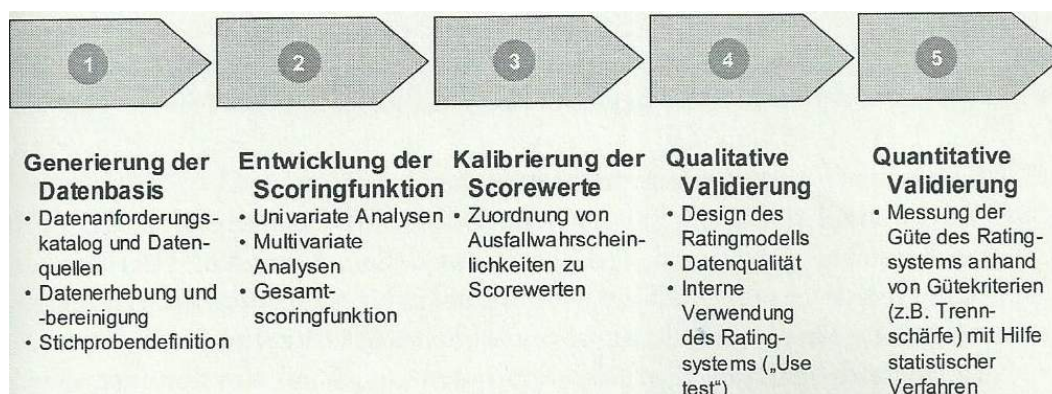 1
2
3
4
5
Generierung der
Datenbasis
• Datenanforderungs-
katalog und Daten-
quellen
• Datenerhebung und
-bereinigung
• Stichprobendefinition
Entwicklung der
Scoringfunktion
• Univariate Analysen
• Multivariate
Analysen
• Gesamt-
scoringfunktion
Kalibrierung der
Scorewerte
• Zuordnung von
Ausfallwahrschein-
lichkeiten zu
Scorewerten
Qualitative
Validierung
• Design des
Ratingmodells
Datenqualität
• Interne
Verwendung
des Rating-
systems („Use
test“)
Quantitative
Validierung
• Messung der
Güte des Rating-
systems anhand
von Gütekriterien
(z.B. Trenn-
schärfe) mit Hilfe
statistischer
Verfahren